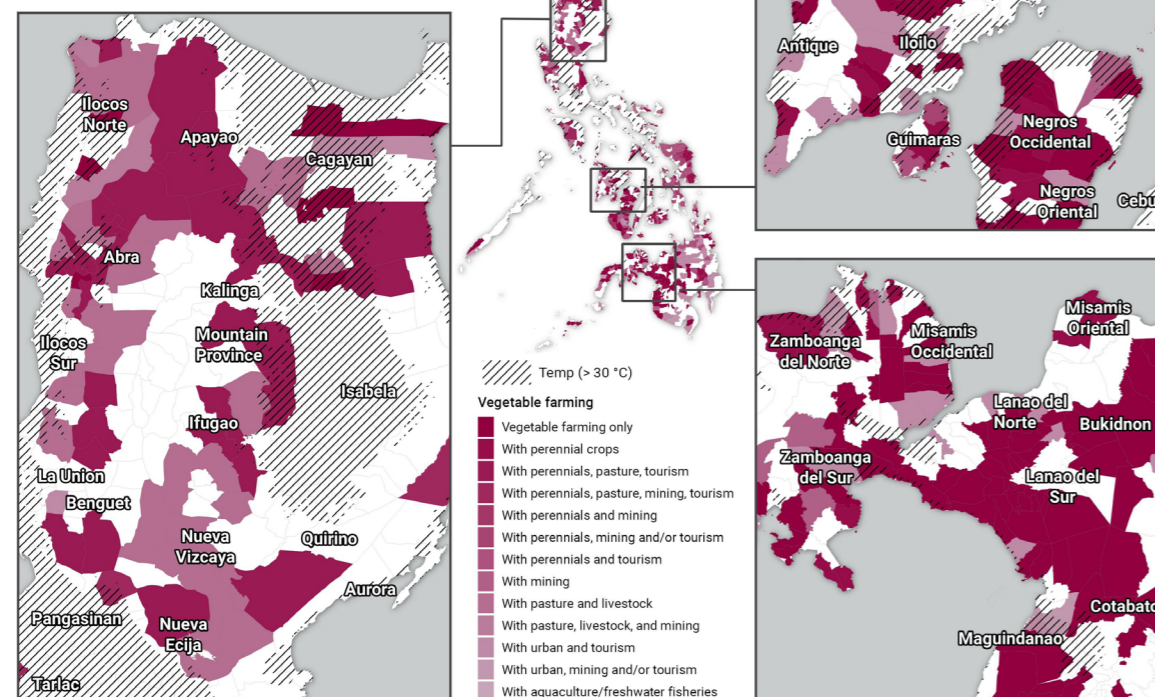 Ilocos
Norte
Apayao
Cagayan
Abra
Kalinga
Mountain
Province
Ilocos
Sur
Isabela
Ifugao
La Union
Benguet
Nueva
Vizcaya
Quirino
Aurora
Pangasinan
Nueva
Ecija
Tarlac
Temp (> 30 °C)
Vegetable farming
Vegetable farming only
With perennial crops
With perennials, pasture, tourism
With perennials, pasture, mining, tourism
With perennials and mining
With perennials, mining and/or tourism
With perennials and tourism
With mining
With pasture and livestock
With pasture, livestock, and mining
With urban and tourism
With urban, mining and/or tourism
With aquaculture/freshwater fisheries
Antique
Iloilo
Guimaras
Negros
Occidental
Negros
Oriental
Cebú
Zamboanga
del Norte
Misamis
Occidental
Misamis
Oriental
Lanao del
Norte
Bukidnon
Zamboanga
del Sur
Lanao del
Sur
Cotabato
Maguindanao